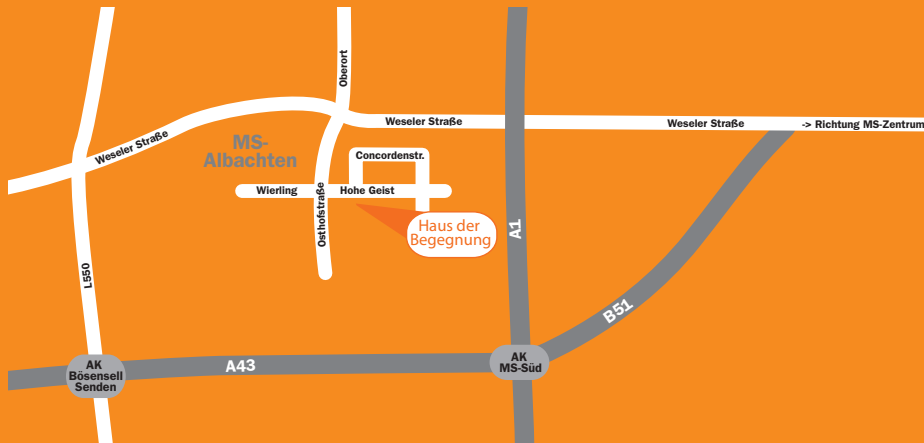 Oberort
Weseler Straße
Weseler Straße
-> Richtung MS-Zentrum
Weseler Straße
MS-
Albachten
Concordenstr.
Wierling
Hohe Geist
Osthofstraße
Haus der
Begegnung
A1
L550
B51
A43
AK
Bösensell
Senden
AK
MS-Süd